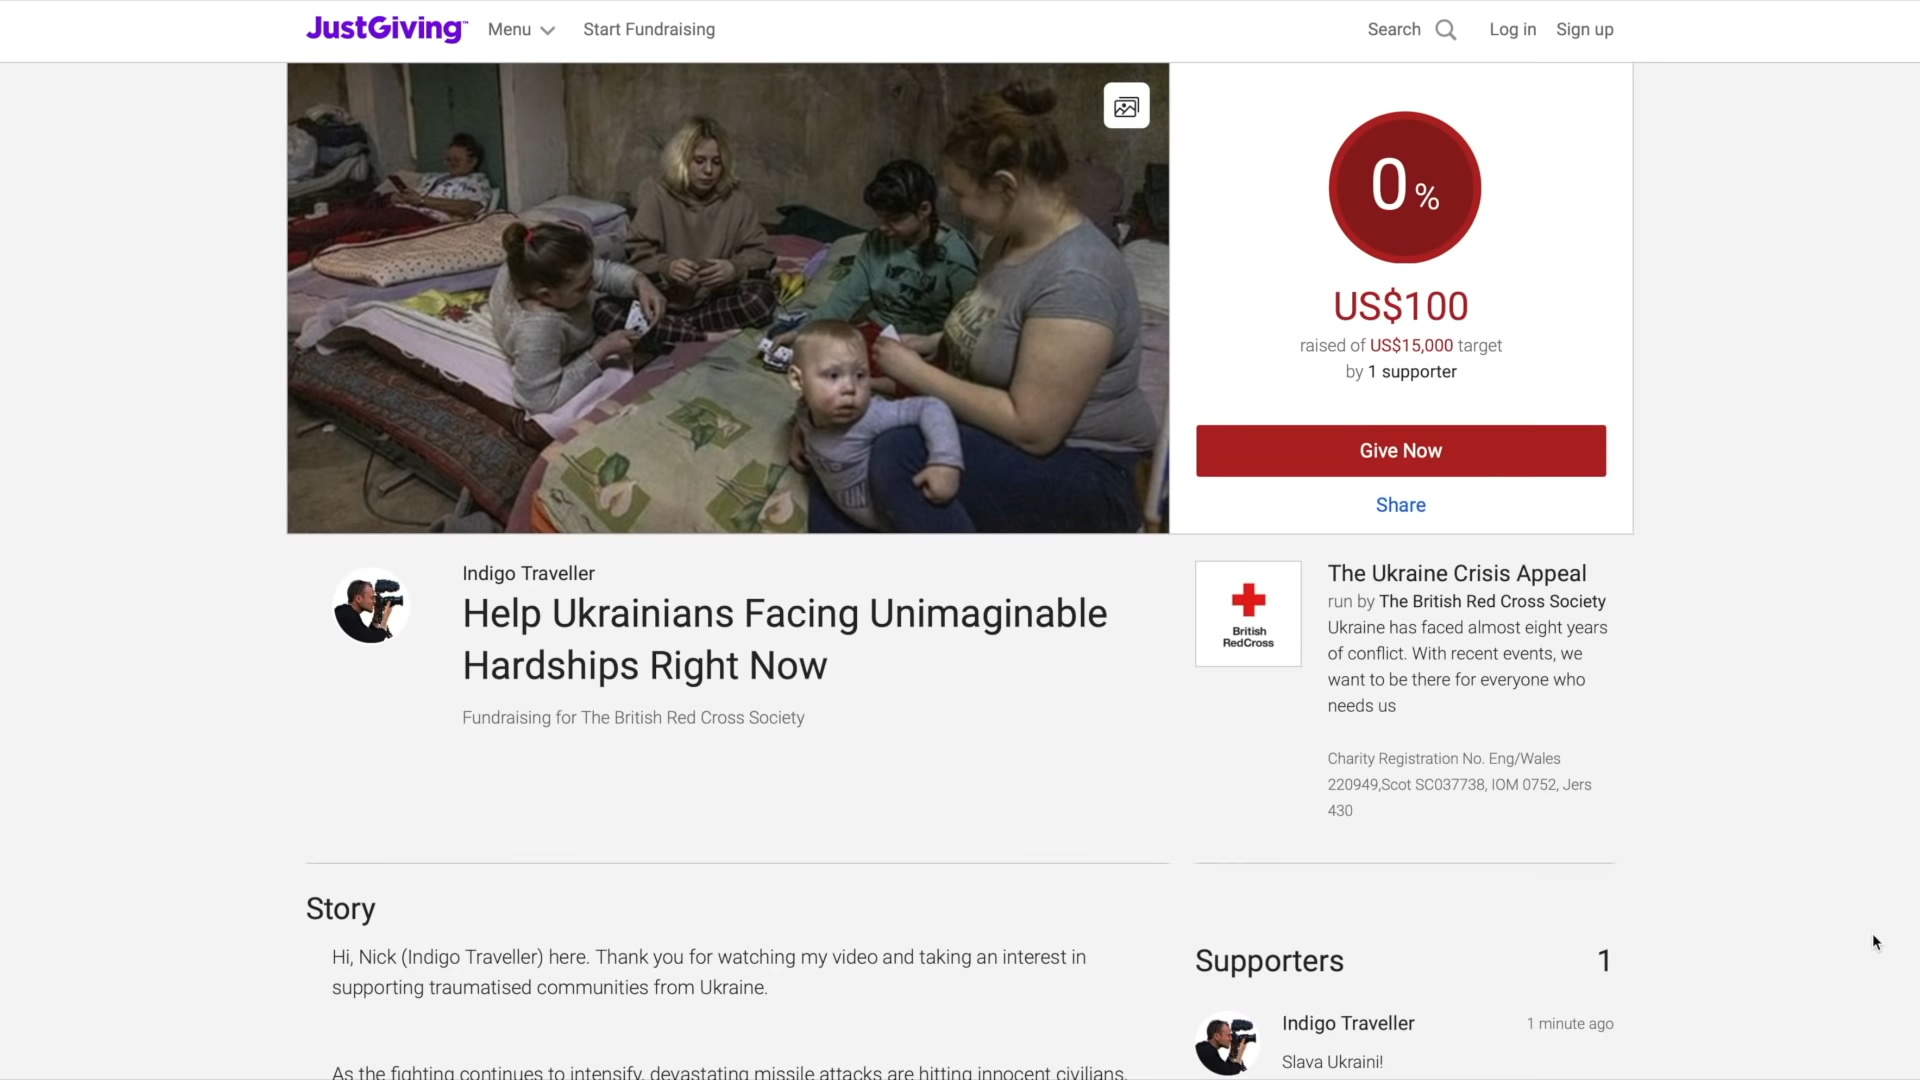 JustGiving™ Menu Start Fundraising Search Log in Sign up
0 %
US$100
raised of US$15,000 target
by 1 supporter
Give Now
Share
Indigo Traveller
Help Ukrainians Facing Unimaginable
Hardships Right Now
Fundraising for The British Red Cross Society
British
RedCross
The Ukraine Crisis Appeal
run by The British Red Cross Society
Ukraine has faced almost eight years
of conflict. With recent events, we
want to be there for everyone who
needs us
Charity Registration No. Eng/Wales
220949,Scot SC037738, IOM 0752, Jers
430
Story
Hi, Nick (Indigo Traveller) here. Thank you for watching my video and taking an interest in
supporting traumatised communities from Ukraine.
As the fighting continues to intensify, devastating missile attacks are hitting innocent civilians.
Supporters 1
Indigo Traveller 1 minute ago
Slava Ukraini!